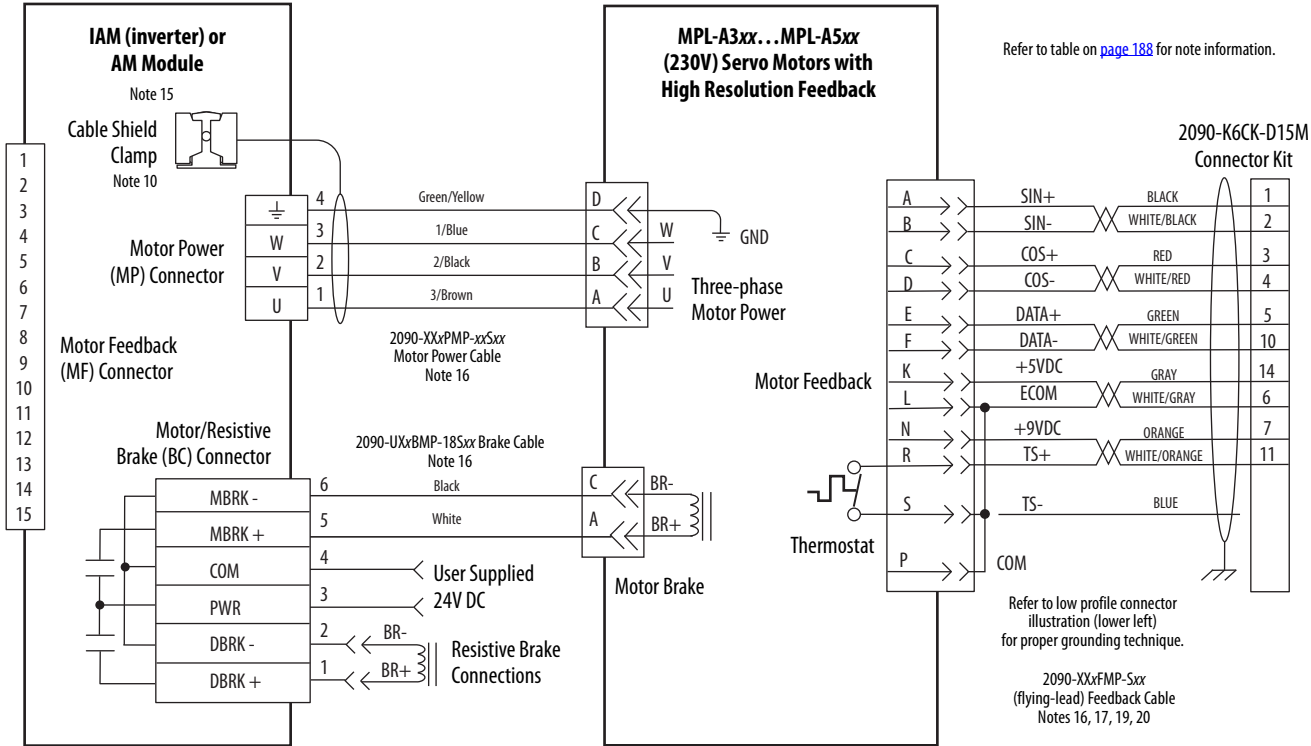 IAM (inverter) or
AM Module
Note 15
Cable Shield
Clamp
Note 10
1
2
3
4
5
6
7
8
9
10
11
12
13
14
15
Motor Power
(MP) Connector
W
V
U
4
3
2
1
Green/Yellow
1/Blue
2/Black
3/Brown
2090-XXxPMP-xxSxx
Motor Power Cable
Note 16
Motor Feedback
(MF) Connector
Motor/Resistive
Brake (BC) Connector
MBRK -
MBRK +
COM
PWR
DBRK -
DBRK +
6
5
4
3
2
1
2090-UXxBMP-18Sxx Brake Cable
Note 16
Black
White
User Supplied
24V DC
BR-
BR+
Resistive Brake
Connections
MPL-A3xx…MPL-A5xx
(230V) Servo Motors with
High Resolution Feedback
D
C
B
A
W
V
U
GND
Three-phase
Motor Power
C
A
BR-
BR+
Motor Brake
Motor Feedback
Thermostat
A
B
C
D
E
F
K
L
N
R
S
P
SIN+
SIN-
COS+
COS-
DATA+
DATA-
+5VDC
ECOM
+9VDC
TS+
TS-
COM
BLACK
WHITE/BLACK
RED
WHITE/RED
GREEN
WHITE/GREEN
GRAY
WHITE/GRAY
ORANGE
WHITE/ORANGE
BLUE
Refer to table on page 188 for note information.
2090-K6CK-D15M
Connector Kit
1
2
3
4
5
10
14
6
7
11
Refer to low profile connector
illustration (lower left)
for proper grounding technique.
2090-XXxFMP-Sxx
(flying-lead) Feedback Cable
Notes 16, 17, 19, 20